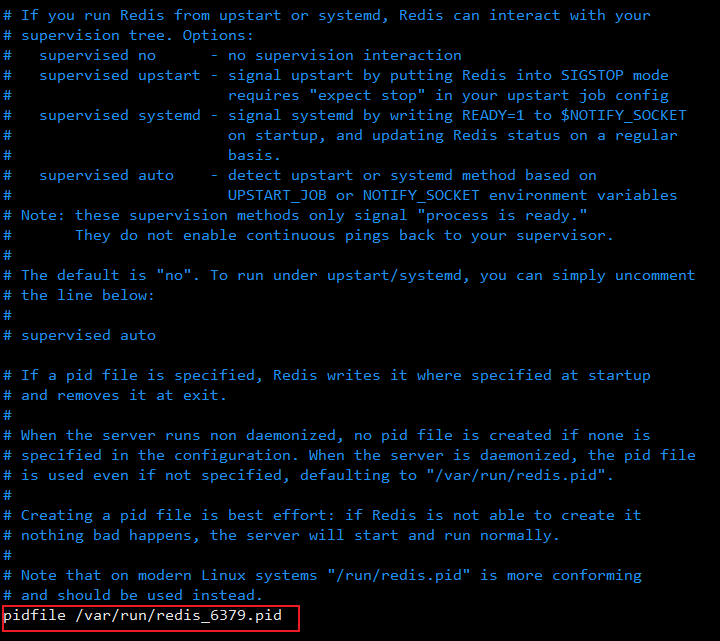 # If you run Redis from upstart or systemd, Redis can interact with your
# supervision tree. Options:
#   supervised no      - no supervision interaction
#   supervised upstart - signal upstart by putting Redis into SIGSTOP mode
#                        requires "expect stop" in your upstart job config
#   supervised systemd - signal systemd by writing READY=1 to $NOTIFY_SOCKET
#                        on startup, and updating Redis status on a regular
#                        basis.
#   supervised auto    - detect upstart or systemd method based on
#                        UPSTART_JOB or NOTIFY_SOCKET environment variables
# Note: these supervision methods only signal "process is ready."
#       They do not enable continuous pings back to your supervisor.
#
# The default is "no". To run under upstart/systemd, you can simply uncomment
# the line below:
#
# supervised auto

# If a pid file is specified, Redis writes it where specified at startup
# and removes it at exit.
#
# When the server runs non daemonized, no pid file is created if none is
# specified in the configuration. When the server is daemonized, the pid file
# is used even if not specified, defaulting to "/var/run/redis.pid".
#
# Creating a pid file is best effort: if Redis is not able to create it
# nothing bad happens, the server will start and run normally.
#
# Note that on modern Linux systems "/run/redis.pid" is more conforming
# and should be used instead.
pidfile /var/run/redis_6379.pid